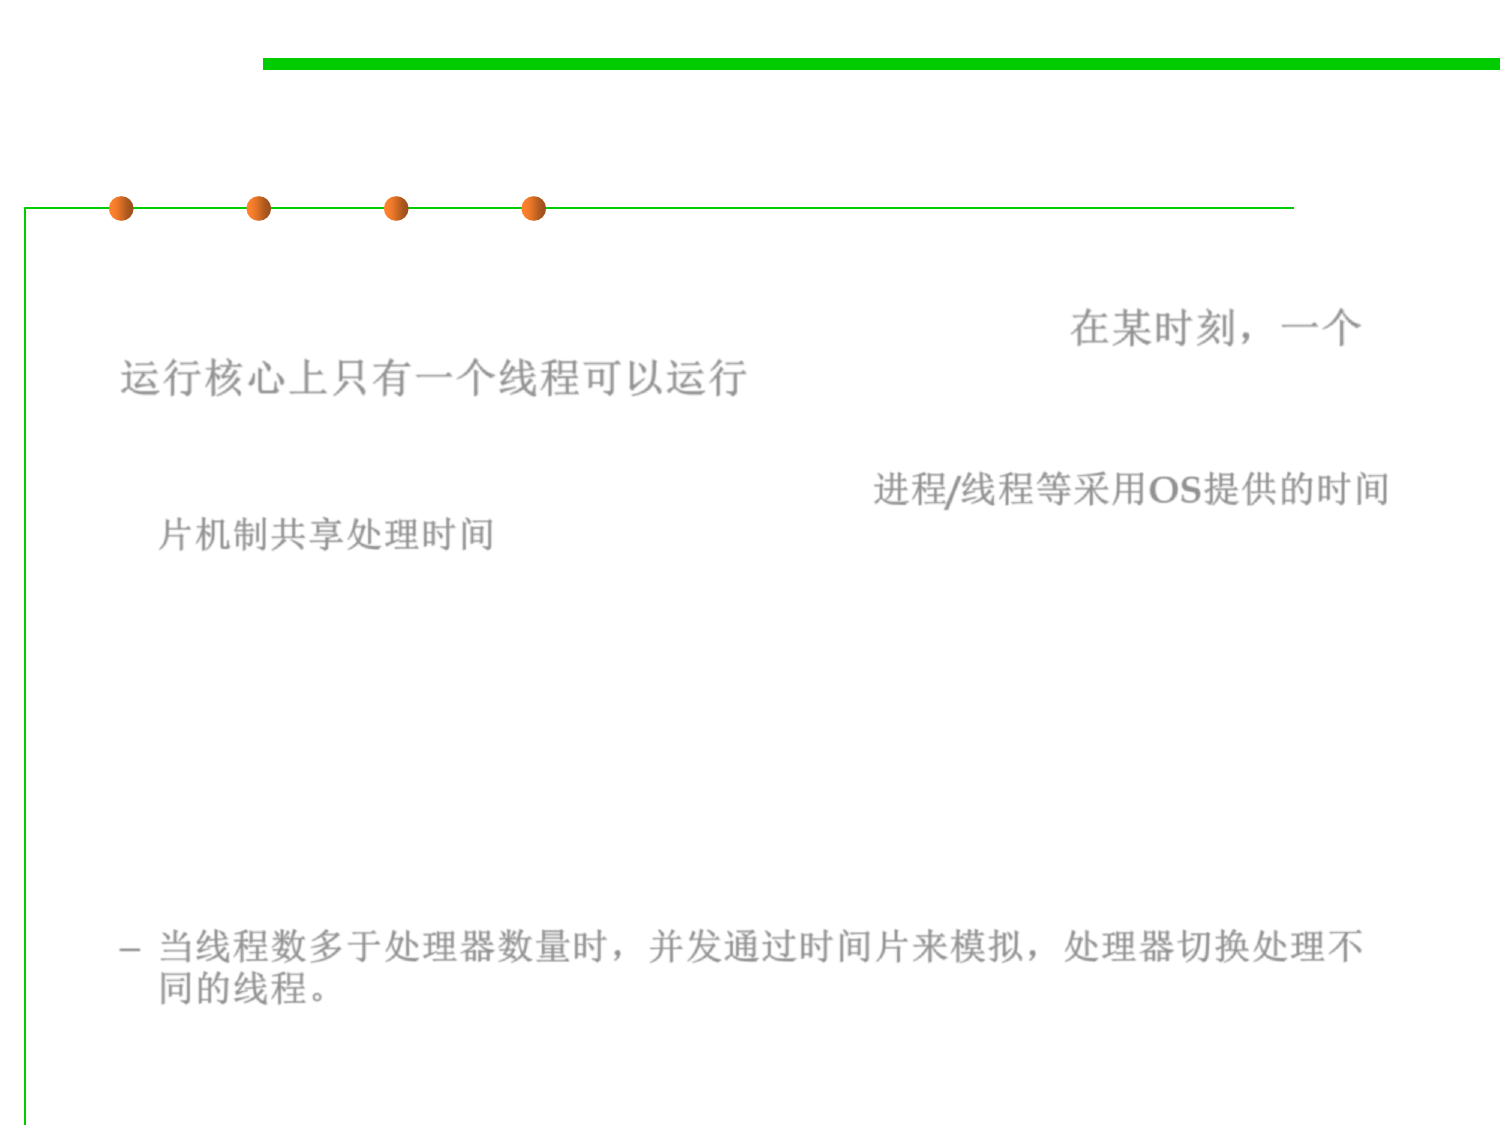 在某时刻，一个
运行核心上只有一个线程可以运行
进程/线程等采用OS提供的时间
片机制共享处理时间
– 当线程数多于处理器数量时，并发通过时间片来模拟，处理器切换处理不
同的线程。